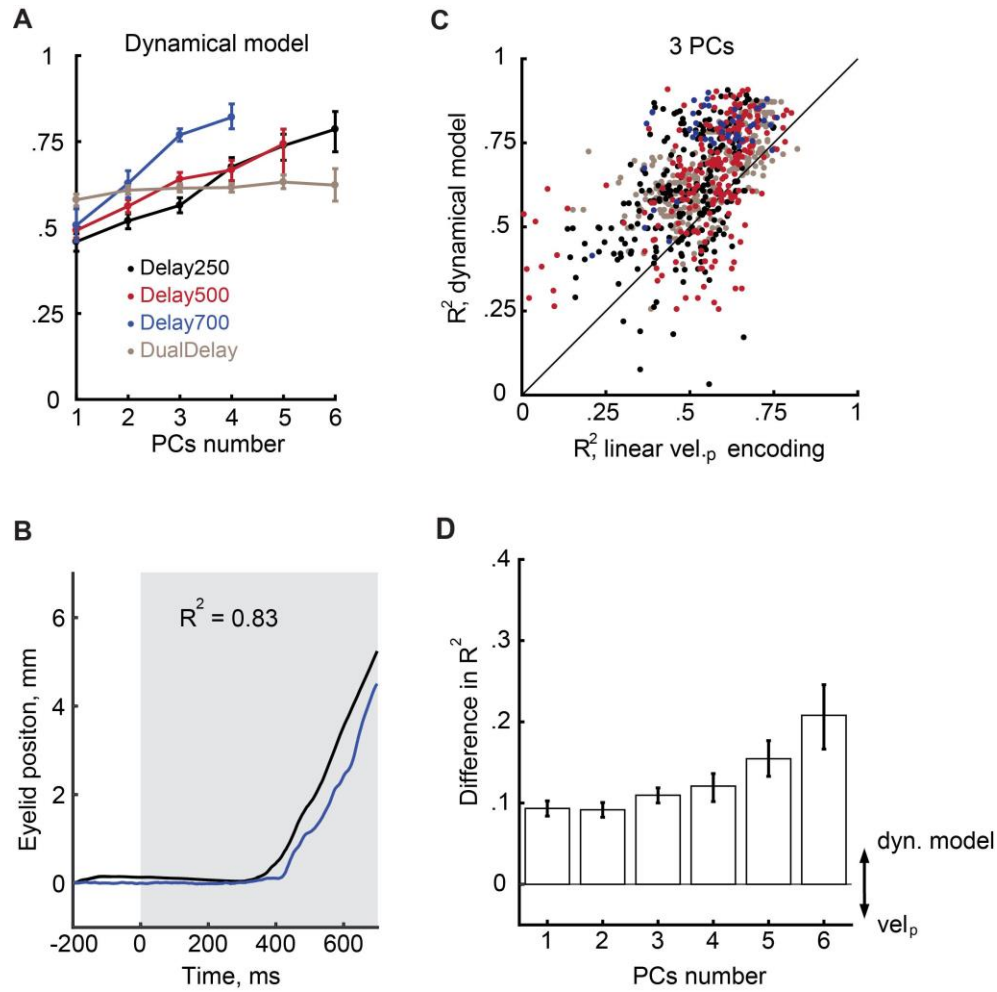 A
Dynamical model
1
.75
.5
.25
0
Delay250
Delay500
Delay700
DualDelay
1 2 3 4 5 6
PCs number
C
3 PCs
1
.75
.5
.25
0
R², dynamical model
0 .25 .5 .75 1
R², linear vel.p encoding
B
R² = 0.83
6
4
2
0
Eyelid positon, mm
-200 0 200 400 600
Time, ms
D
.4
.3
.2
.1
0
Difference in R²
dyn. model
velp
1 2 3 4 5 6
PCs number